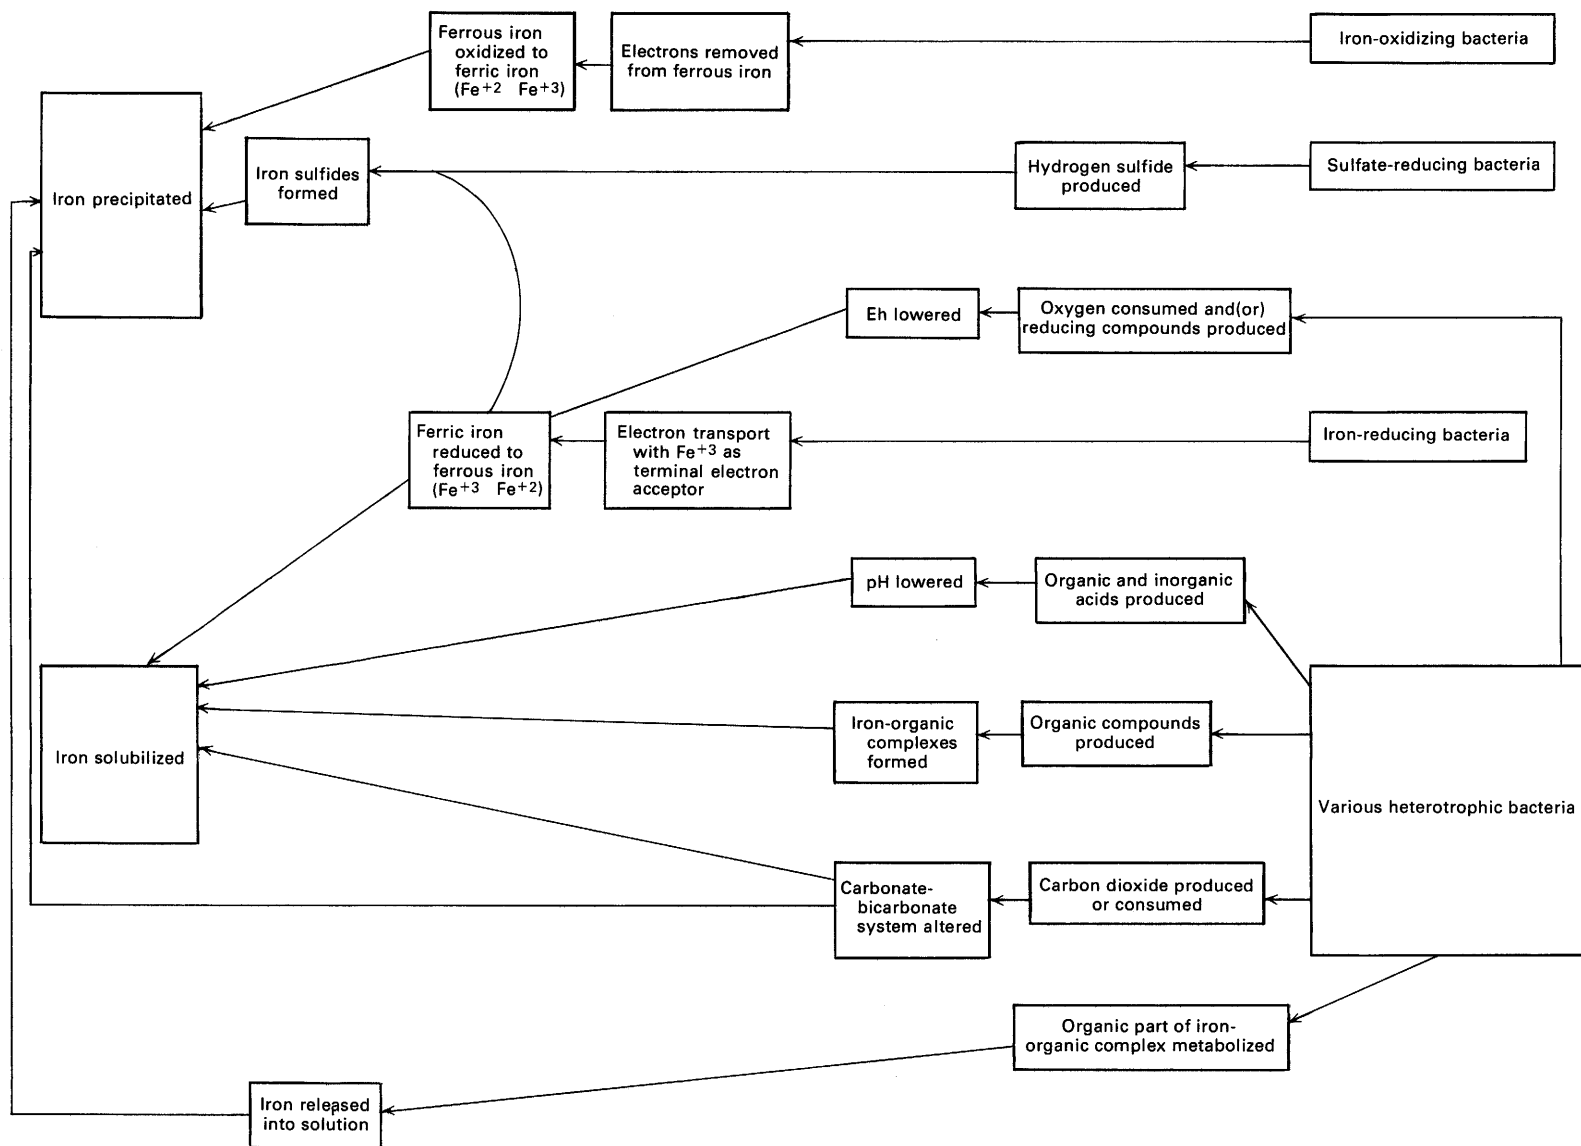 Ferrous iron
oxidized to
ferric iron
(Fe+2 Fe+3)
Electrons removed
from ferrous iron
Iron-oxidizing bacteria
Iron precipitated
Iron sulfides
formed
Hydrogen sulfide
produced
Sulfate-reducing bacteria
Eh lowered
Oxygen consumed and(or)
reducing compounds produced
Ferric iron
reduced to
ferrous iron
(Fe+3 Fe+2)
Electron transport
with Fe+3 as
terminal electron
acceptor
Iron-reducing bacteria
pH lowered
Organic and inorganic
acids produced
Iron solubilized
Iron-organic
complexes
formed
Organic compounds
produced
Various heterotrophic bacteria
Carbonate-
bicarbonate
system altered
Carbon dioxide produced
or consumed
Organic part of iron-
organic complex metabolized
Iron released
into solution